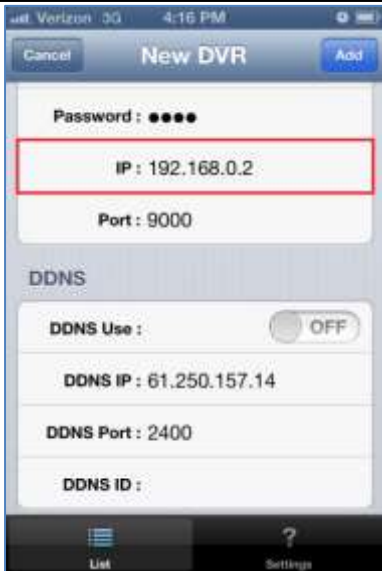 Verizon 3G 4:16 PM
Cancel New DVR Add
Password : ●●●●
IP : 192.168.0.2
Port : 9000
DDNS
DDNS Use : OFF
DDNS IP : 61.250.157.14
DDNS Port : 2400
DDNS ID :
List ? Settings